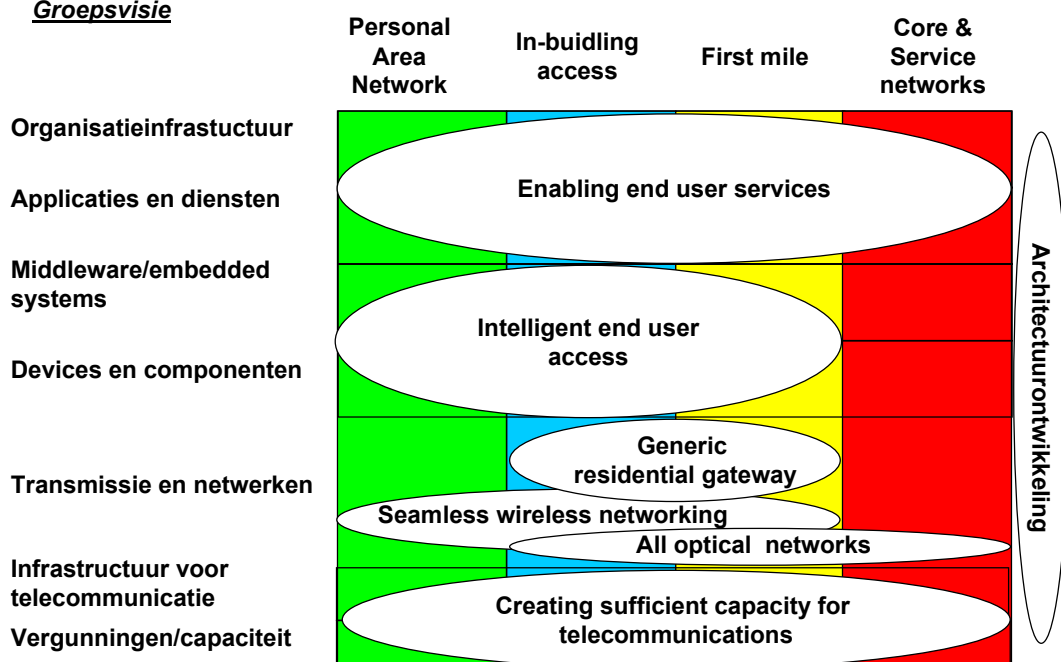 Groepsvisie
Personal
Area
Network
In-buidling
access
First mile
Core &
Service
networks
Organisatieinfrastuctuur
Applicaties en diensten
Middleware/embedded
systems
Devices en componenten
Transmissie en netwerken
Infrastructuur voor
telecommunicatie
Vergunningen/capaciteit
Enabling end user services
Intelligent end user
access
Generic
residential gateway
Seamless wireless networking
All optical networks
Creating sufficient capacity for
telecommunications
Architectuurontwikkeling